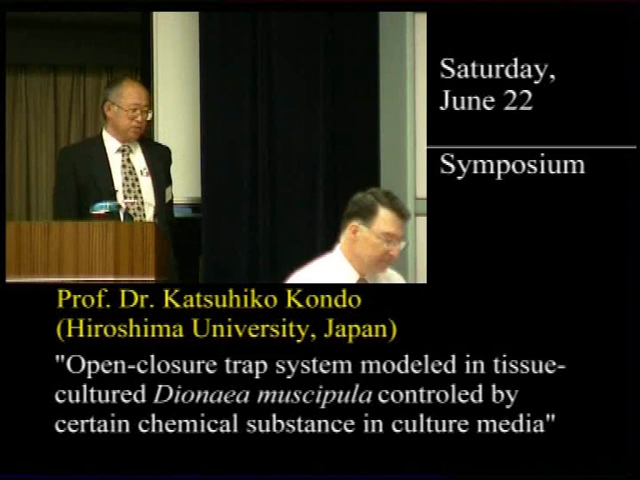 Saturday,
June 22
Symposium
Prof. Dr. Katsuhiko Kondo
(Hiroshima University, Japan)
"Open-closure trap system modeled in tissue-
cultured Dionaea muscipula controled by
certain chemical substance in culture media"